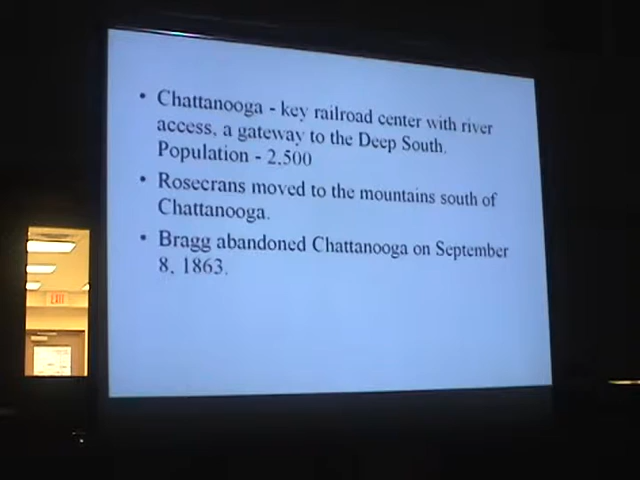 • Chattanooga - key railroad center with river
access, a gateway to the Deep South.
Population - 2,500
• Rosecrans moved to the mountains south of
Chattanooga.
• Bragg abandoned Chattanooga on September
8, 1863.
EXIT